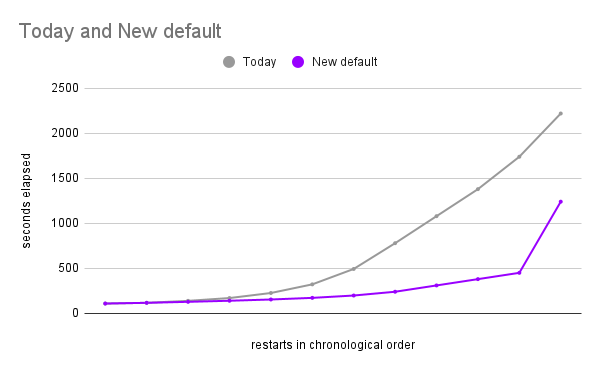 Today and New default
Today
New default
2500
2000
1500
1000
500
0
seconds elapsed
restarts in chronological order